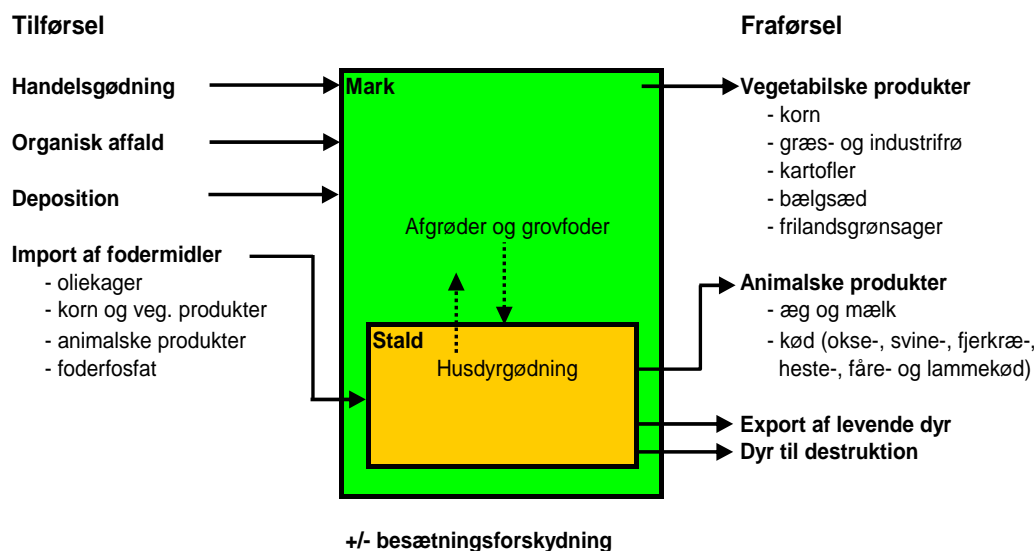 Tilførsel
Handelsgødning
Organisk affald
Deposition
Import af fodermidler
- oliekager
- korn og veg. produkter
- animalske produkter
- foderfosfat
Mark
Afgrøder og grovfoder
Stald
Husdyrgødning
Fraførsel
Vegetabilske produkter
- korn
- græs- og industrifrø
- kartofler
- bælgsæd
- frilandsgrønsager
Animalske produkter
- æg og mælk
- kød (okse-, svine-, fjerkræ-,
heste-, fåre- og lammekød)
Export af levende dyr
Dyr til destruktion
+/- besætningsforskydning